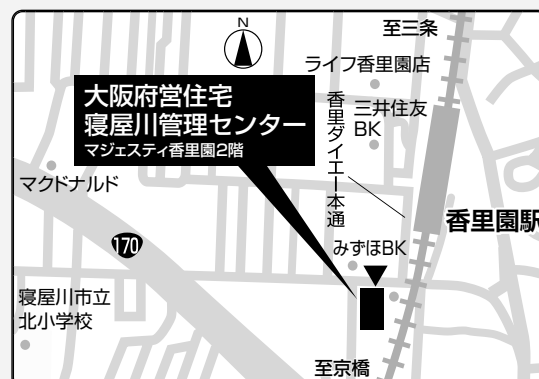 N
至三条
ライフ香里園店
大阪府営住宅
寝屋川管理センター
マジェスティ香里園2階
三井住友
BK
香里ダイエー本通
マクドナルド
香里園駅
170
みずほBK
寝屋川市立
北小学校
至京橋